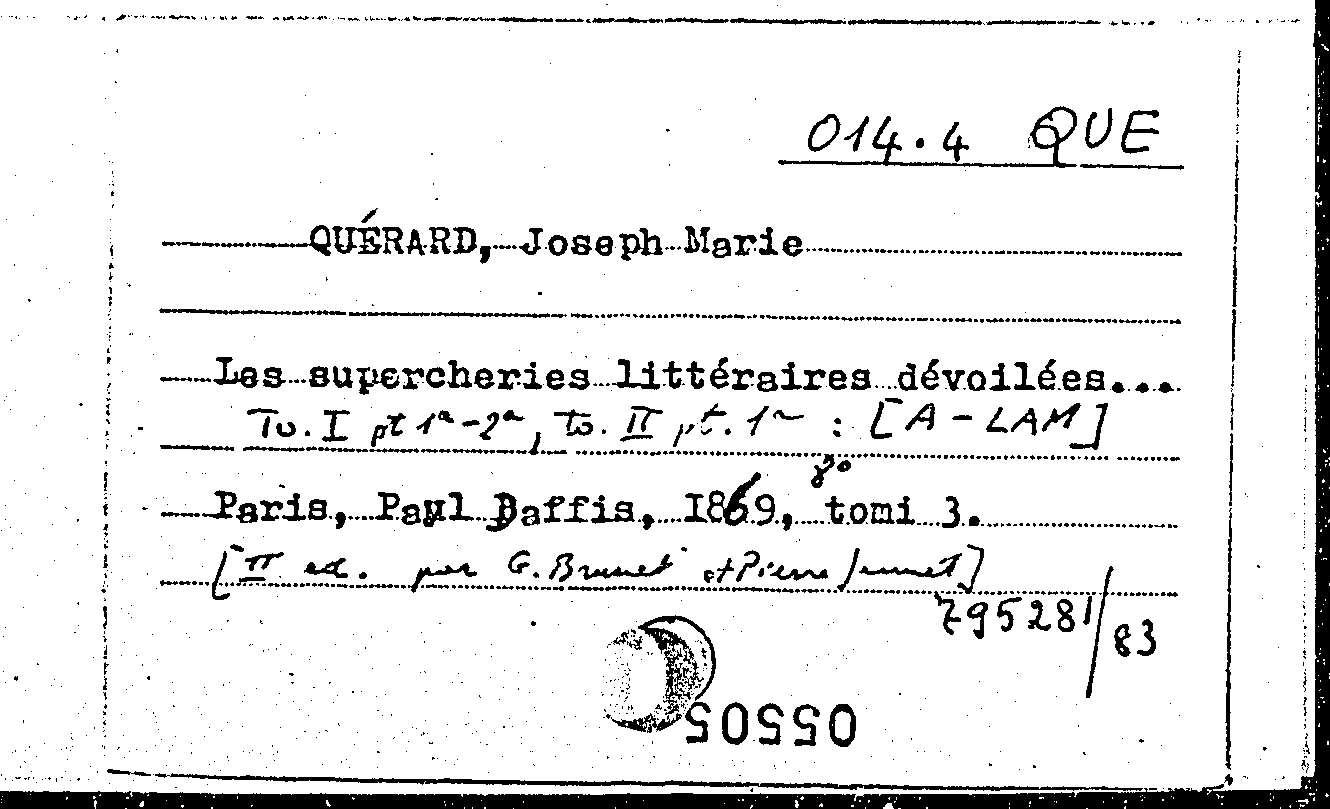 014.4 QUE
QUÉRARD, Joseph Marie
Les supercheries littéraires dévoilées...
To. I pt 1ª-2ª, to. II pt. 1ª : [A - LAM]
8º
Paris, Paul Daffis, 1869, tomi 3.
[II ed. par G. Brunet et Pierre Jannet]
795281/83
05505